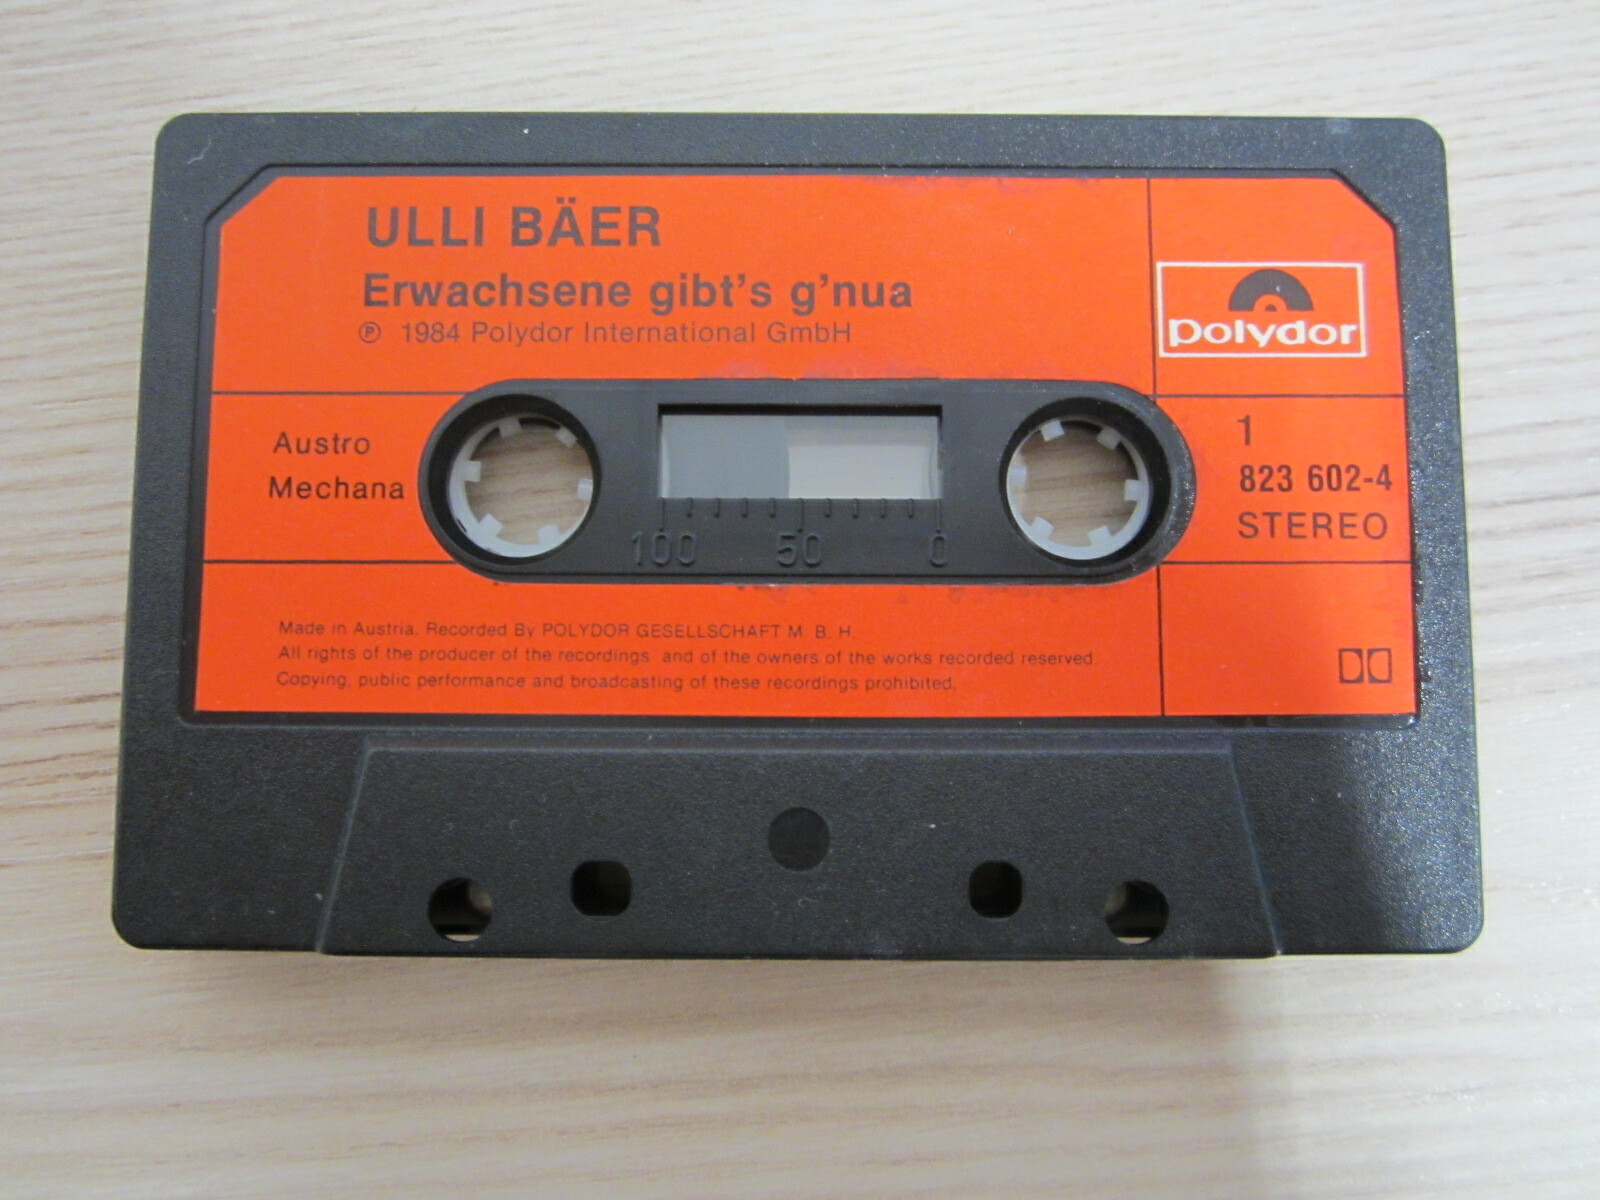 ULLI BÄER
Erwachsene gibt's g'nua
℗ 1984 Polydor International GmbH
polydor
Austro
Mechana
1
823 602-4
STEREO
100 50 0
Made in Austria. Recorded By POLYDOR GESELLSCHAFT M. B. H.
All rights of the producer of the recordings and of the owners of the works recorded reserved.
Copying, public performance and broadcasting of these recordings prohibited.